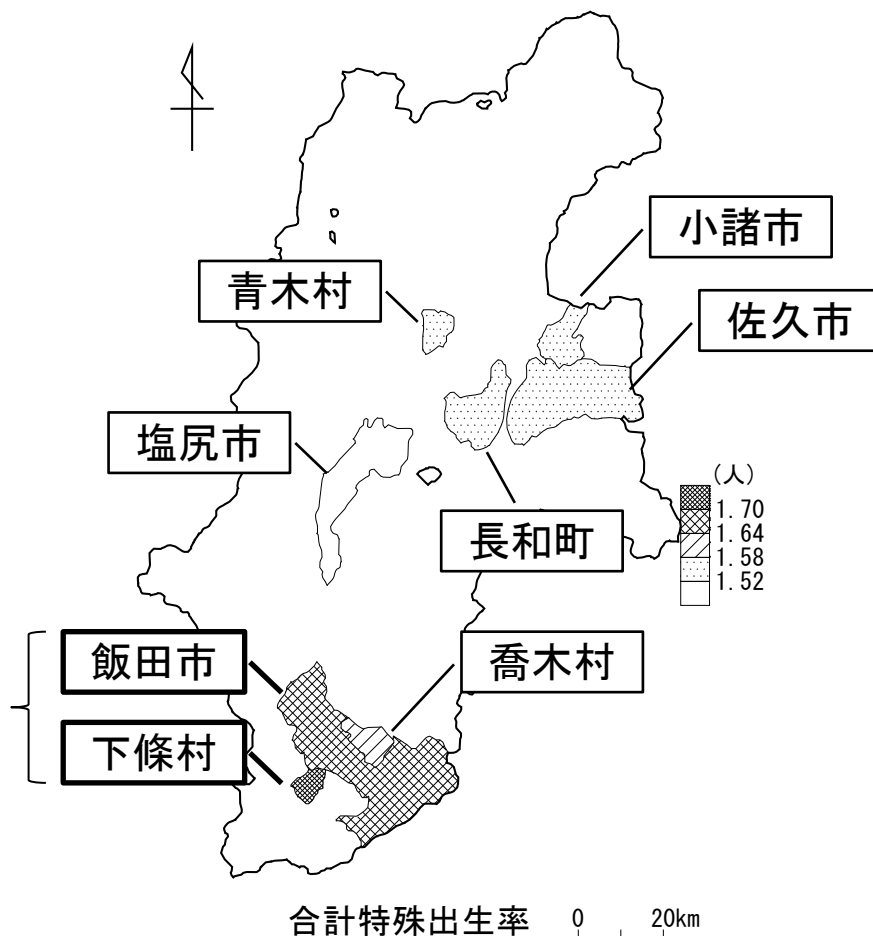 小諸市
青木村
佐久市
塩尻市
長和町
(人)
1.70
1.64
1.58
1.52
飯田市
喬木村
下條村
合計特殊出生率 0 20km